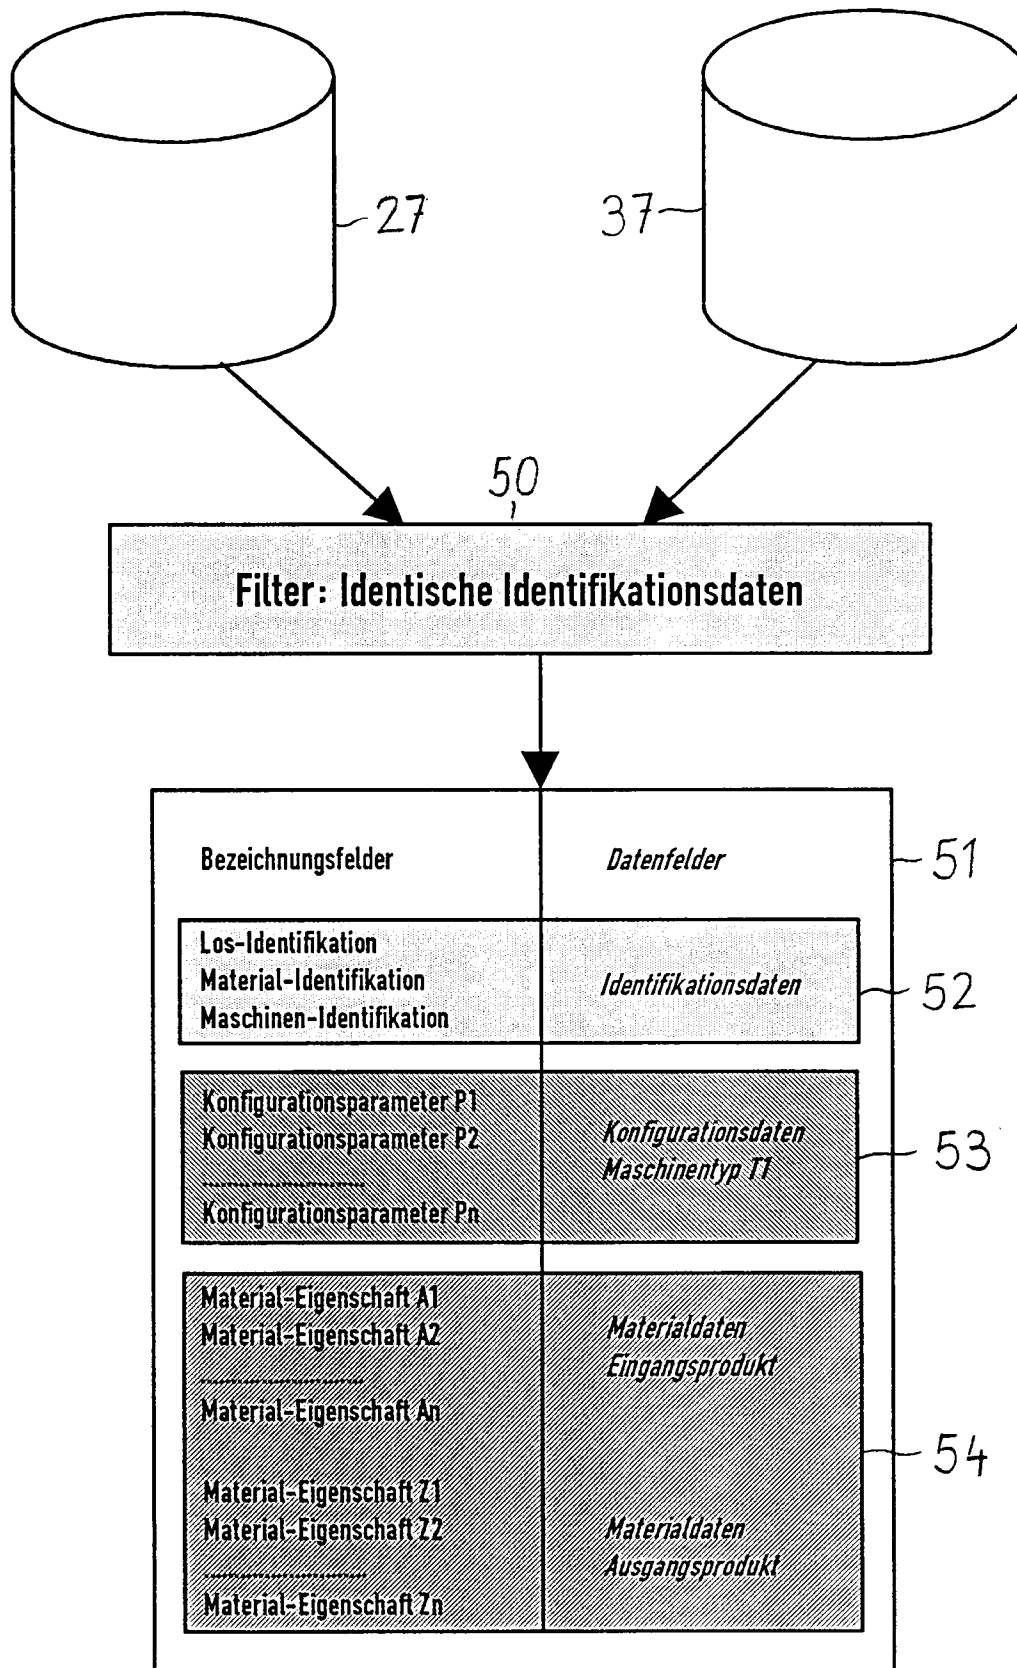 27
37
50
Filter: Identische Identifikationsdaten
Bezeichnungsfelder
Datenfelder
51
Los-Identifikation
Material-Identifikation
Maschinen-Identifikation
Identifikationsdaten
52
Konfigurationsparameter P1
Konfigurationsparameter P2
........................
Konfigurationsparameter Pn
Konfigurationsdaten
Maschinentyp T1
53
Material-Eigenschaft A1
Material-Eigenschaft A2
........................
Material-Eigenschaft An
Materialdaten
Eingangsprodukt
54
Material-Eigenschaft Z1
Material-Eigenschaft Z2
........................
Material-Eigenschaft Zn
Materialdaten
Ausgangsprodukt